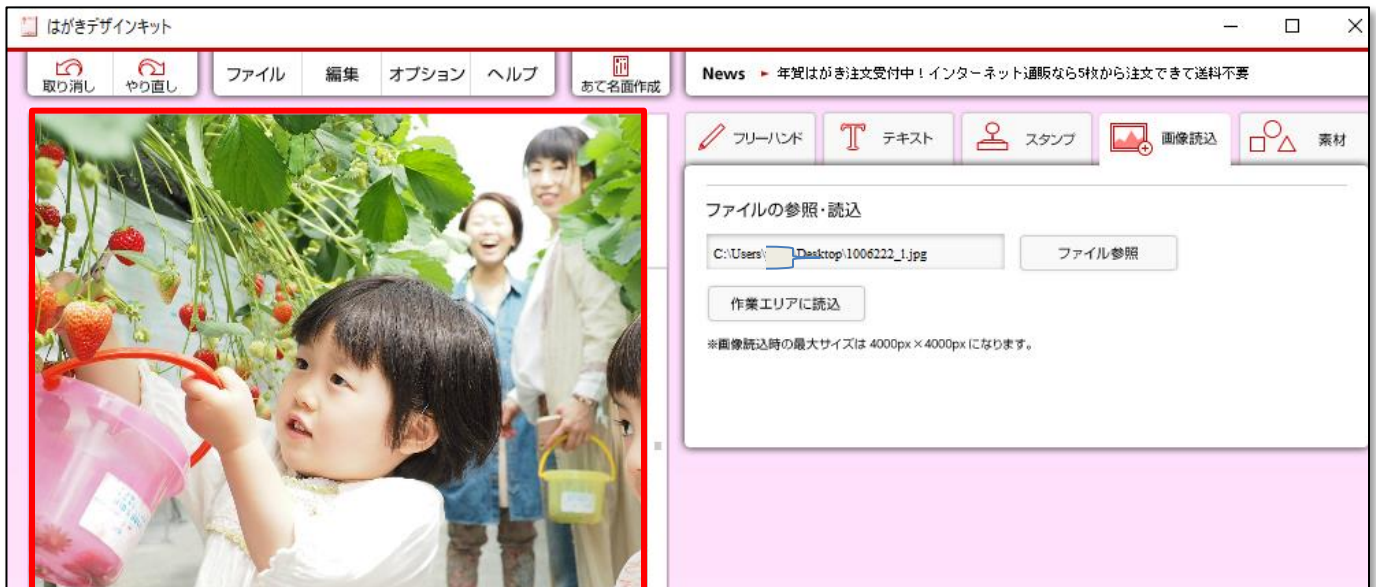 はがきデザインキット
取り消し やり直し ファイル 編集 オプション ヘルプ あて名面作成
News ► 年賀はがき注文受付中！インターネット通販なら5枚から注文できて送料不要
フリーハンド テキスト スタンプ 画像読込 素材
ファイルの参照・読込
C:\Users\ \Desktop\1006222_1.jpg ファイル参照
作業エリアに読込
※画像読込時の最大サイズは 4000px×4000px になります。